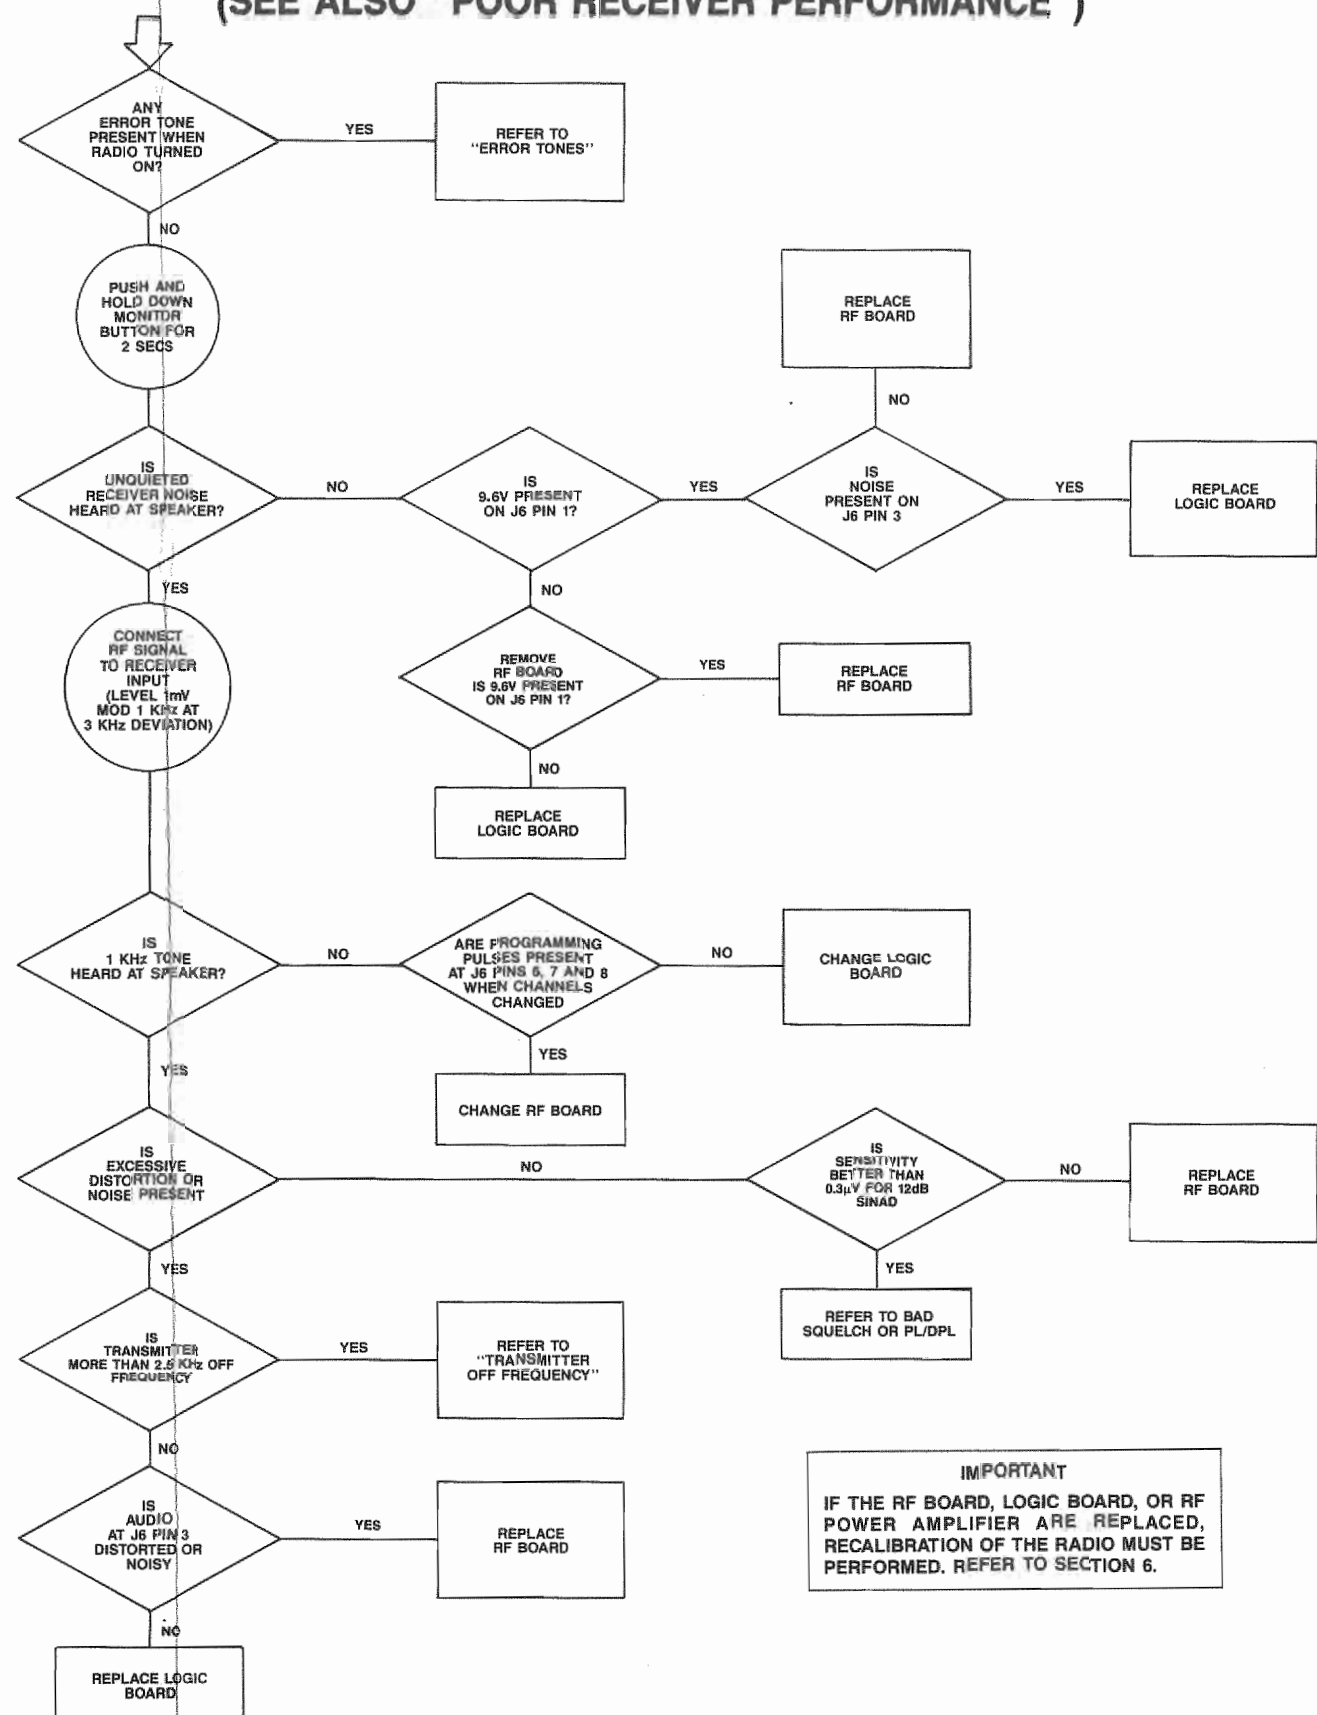 (SEE ALSO "POOR RECEIVER PERFORMANCE")
ANY
ERROR TONE
PRESENT WHEN
RADIO TURNED
ON?
YES
REFER TO
"ERROR TONES"
NO
PUSH AND
HOLD DOWN
MONITOR
BUTTON FOR
2 SECS
REPLACE
RF BOARD
NO
IS
UNQUIETED
RECEIVER NOISE
HEARD AT SPEAKER?
NO
IS
9.6V PRESENT
ON J6 PIN 1?
YES
IS
NOISE
PRESENT ON
J6 PIN 3
YES
REPLACE
LOGIC BOARD
YES
NO
CONNECT
RF SIGNAL
TO RECEIVER
INPUT
(LEVEL 1mV
MOD 1 KHz AT
3 KHz DEVIATION)
REMOVE
RF BOARD
IS 9.6V PRESENT
ON J6 PIN 1?
YES
REPLACE
RF BOARD
NO
REPLACE
LOGIC BOARD
IS
1 KHz TONE
HEARD AT SPEAKER?
NO
ARE PROGRAMMING
PULSES PRESENT
AT J6 PINS 6, 7 AND 8
WHEN CHANNELS
CHANGED
NO
CHANGE LOGIC
BOARD
YES
YES
CHANGE RF BOARD
IS
EXCESSIVE
DISTORTION OR
NOISE PRESENT
NO
IS
SENSITIVITY
BETTER THAN
0.3µV FOR 12dB
SINAD
NO
REPLACE
RF BOARD
YES
YES
REFER TO BAD
SQUELCH OR PL/DPL
IS
TRANSMITTER
MORE THAN 2.5 KHz OFF
FREQUENCY
YES
REFER TO
"TRANSMITTER
OFF FREQUENCY"
NO
IS
AUDIO
AT J6 PIN 3
DISTORTED OR
NOISY
YES
REPLACE
RF BOARD
NO
REPLACE LOGIC
BOARD
IMPORTANT
IF THE RF BOARD, LOGIC BOARD, OR RF
POWER AMPLIFIER ARE REPLACED,
RECALIBRATION OF THE RADIO MUST BE
PERFORMED. REFER TO SECTION 6.